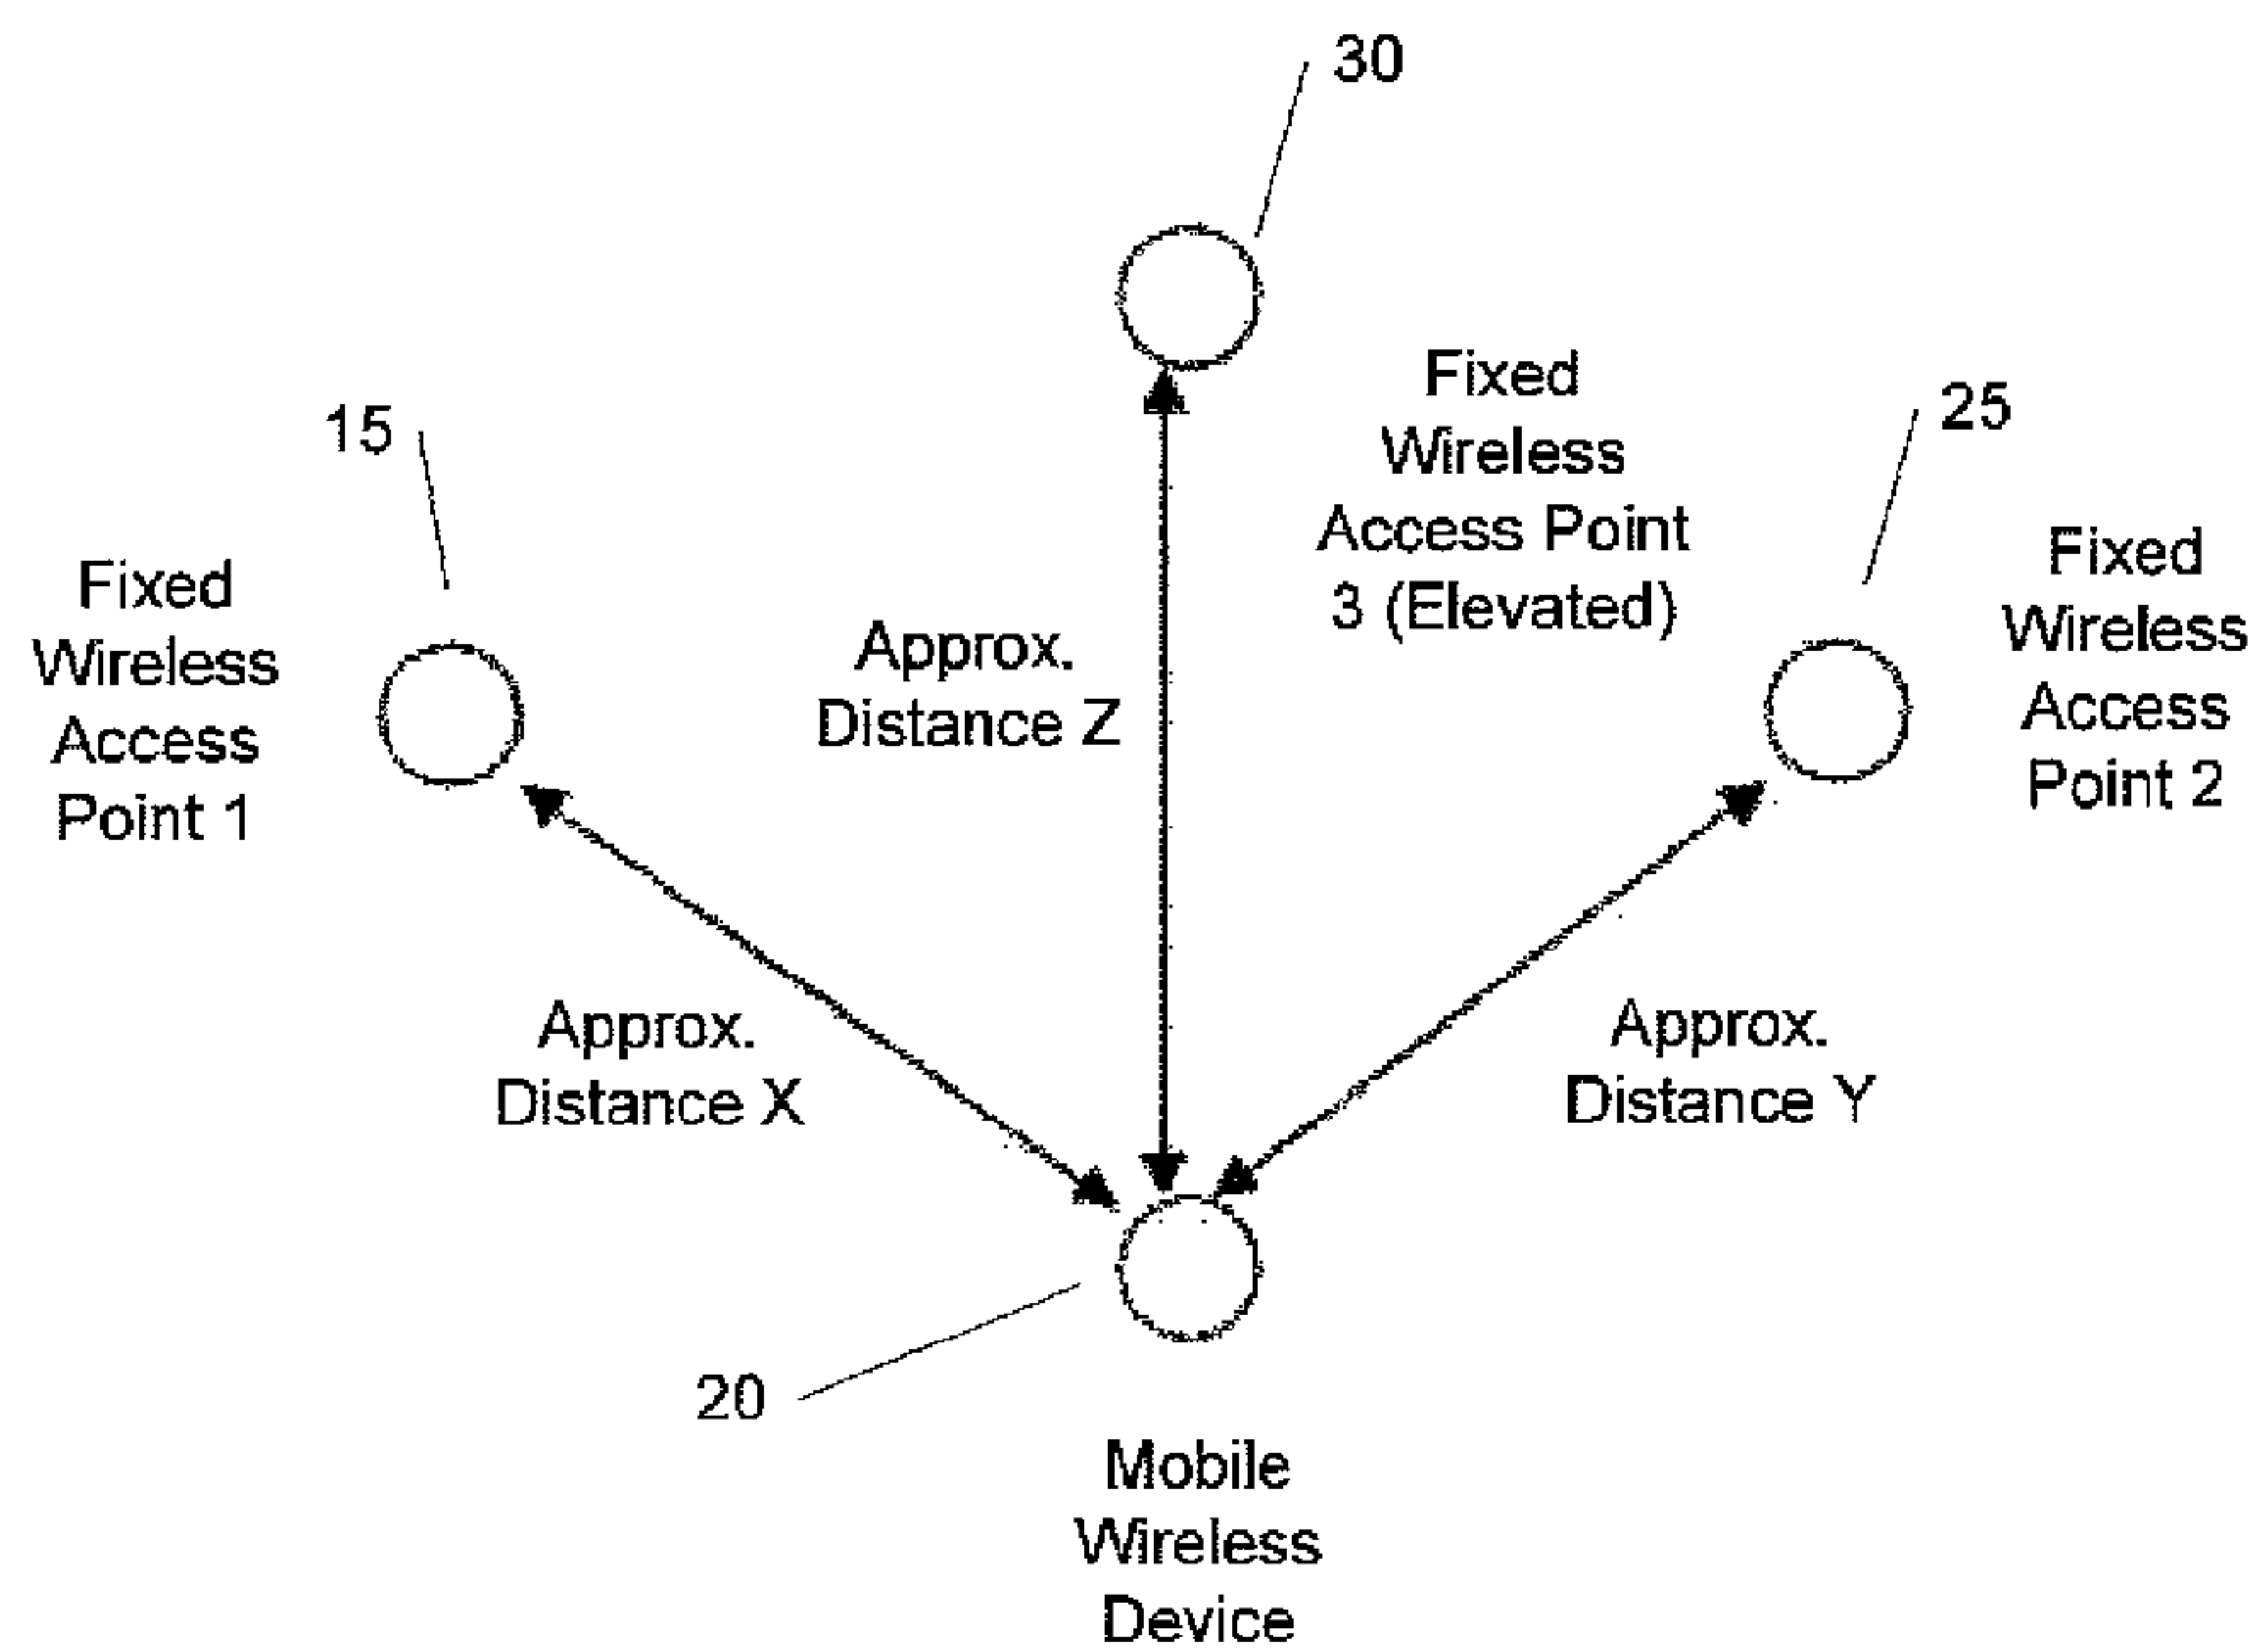 30
15
Fixed
Wireless
Access Point
3 (Elevated)
25
Fixed
Wireless
Access
Point 1
Approx.
Distance Z
Fixed
Wireless
Access
Point 2
Approx.
Distance X
Approx.
Distance Y
20
Mobile
Wireless
Device